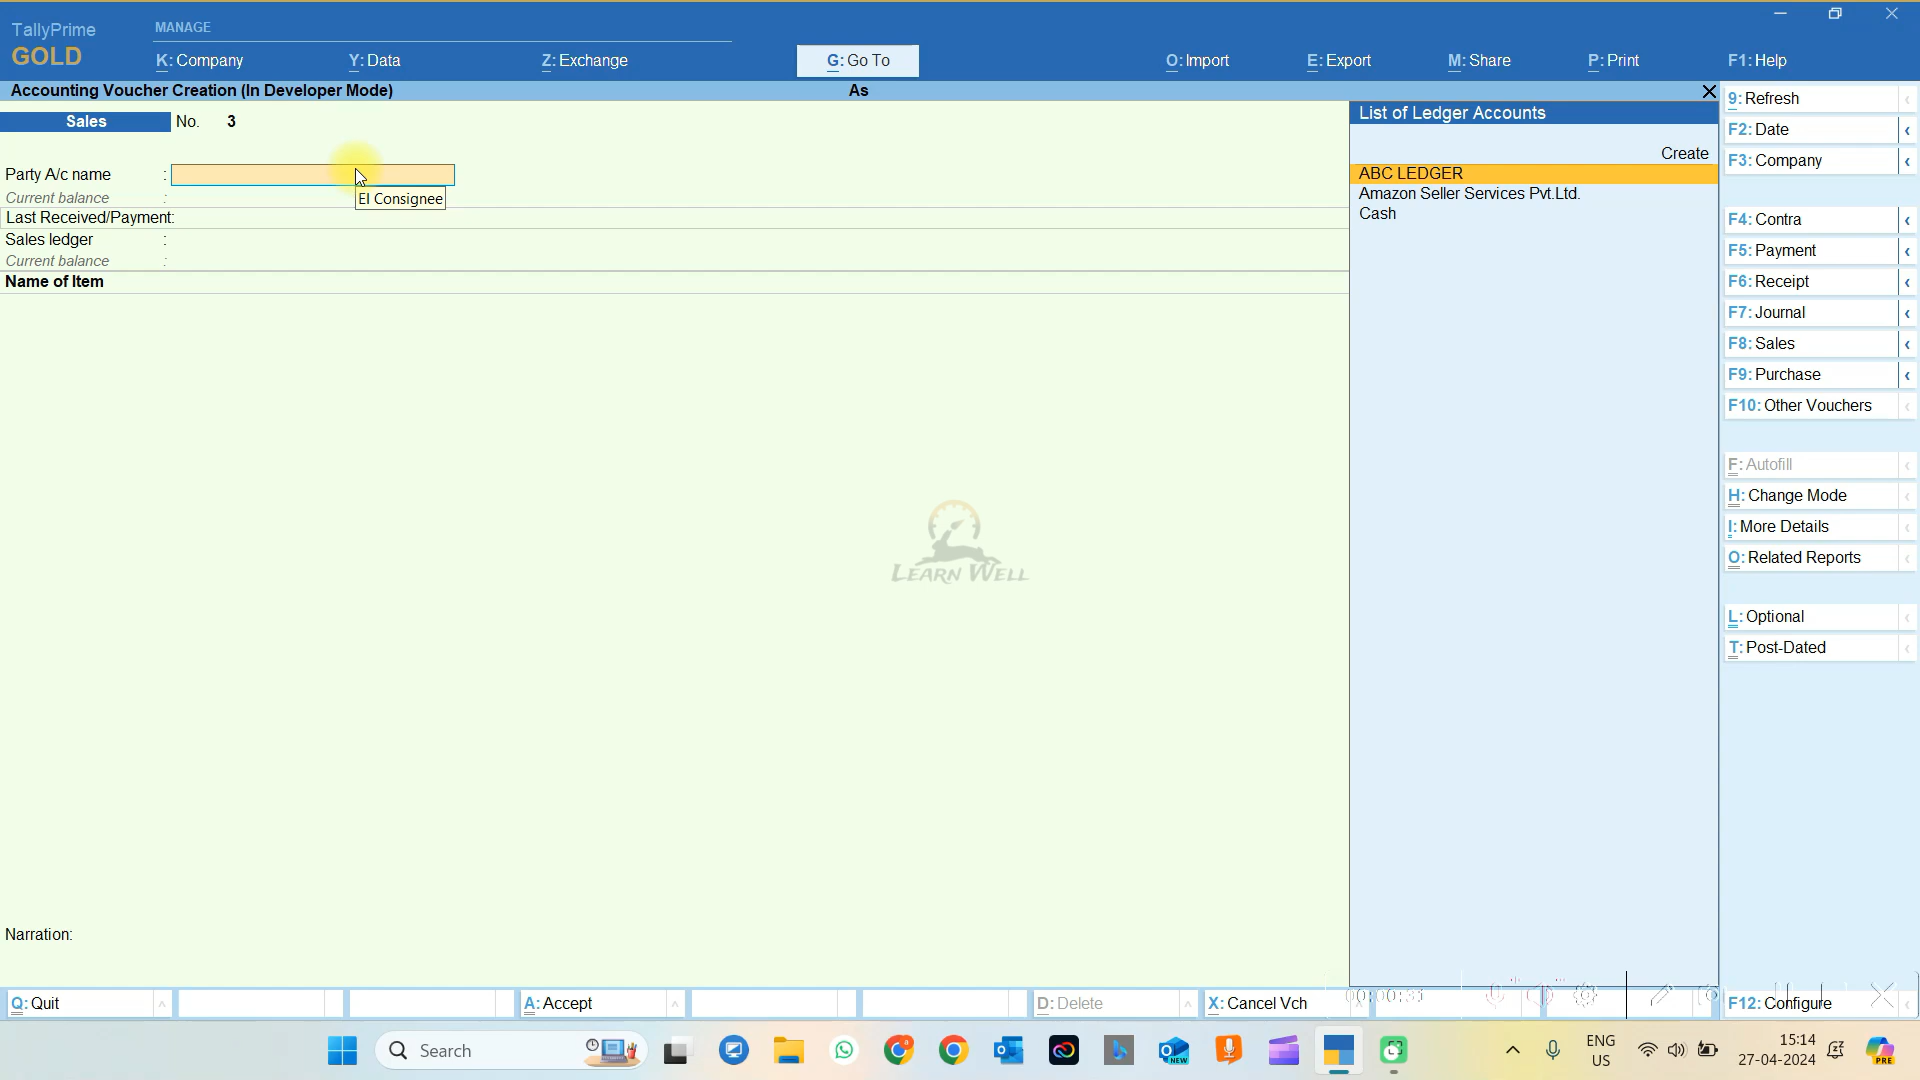 TallyPrime
GOLD
MANAGE
K: Company
Y: Data
Z: Exchange
G: Go To
O: Import
E: Export
M: Share
P: Print
F1: Help
Accounting Voucher Creation (In Developer Mode)
As
Sales No. 3
Party A/c name :
EI Consignee
Current balance :
Last Received/Payment:
Sales ledger :
Current balance :
Name of Item
LEARN WELL
Narration:
List of Ledger Accounts
Create
ABC LEDGER
Amazon Seller Services Pvt.Ltd.
Cash
9: Refresh
F2: Date
F3: Company
F4: Contra
F5: Payment
F6: Receipt
F7: Journal
F8: Sales
F9: Purchase
F10: Other Vouchers
F: Autofill
H: Change Mode
I: More Details
O: Related Reports
L: Optional
T: Post-Dated
Q: Quit
A: Accept
D: Delete
X: Cancel Vch
00:00:31
F12: Configure
Search
NEW
ENG
US
15:14
27-04-2024
PRE